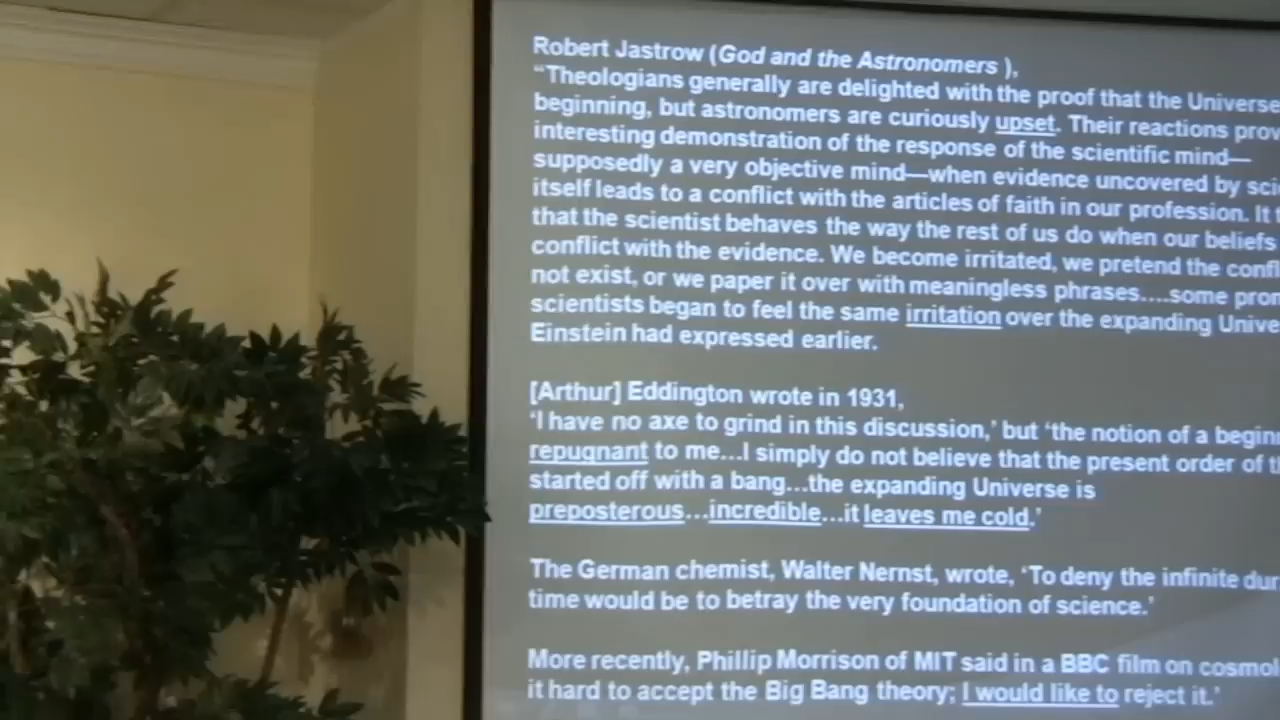 Robert Jastrow (God and the Astronomers ),
“Theologians generally are delighted with the proof that the Universe
beginning, but astronomers are curiously upset. Their reactions
interesting demonstration of the response of the scientific mind—
supposedly a very objective mind—when evidence uncovered by
itself leads to a conflict with the articles of faith in our profession. It
that the scientist behaves the way the rest of us do when our beliefs
conflict with the evidence. We become irritated, we pretend the
not exist, or we paper it over with meaningless phrases....some
scientists began to feel the same irritation over the expanding
Einstein had expressed earlier.
[Arthur] Eddington wrote in 1931,
‘I have no axe to grind in this discussion,’ but ‘the notion of a
repugnant to me...I simply do not believe that the present order of
started off with a bang...the expanding Universe is
preposterous...incredible...it leaves me cold.’
The German chemist, Walter Nernst, wrote, ‘To deny the infinite
time would be to betray the very foundation of science.’
More recently, Phillip Morrison of MIT said in a BBC film on
it hard to accept the Big Bang theory; I would like to reject it.’